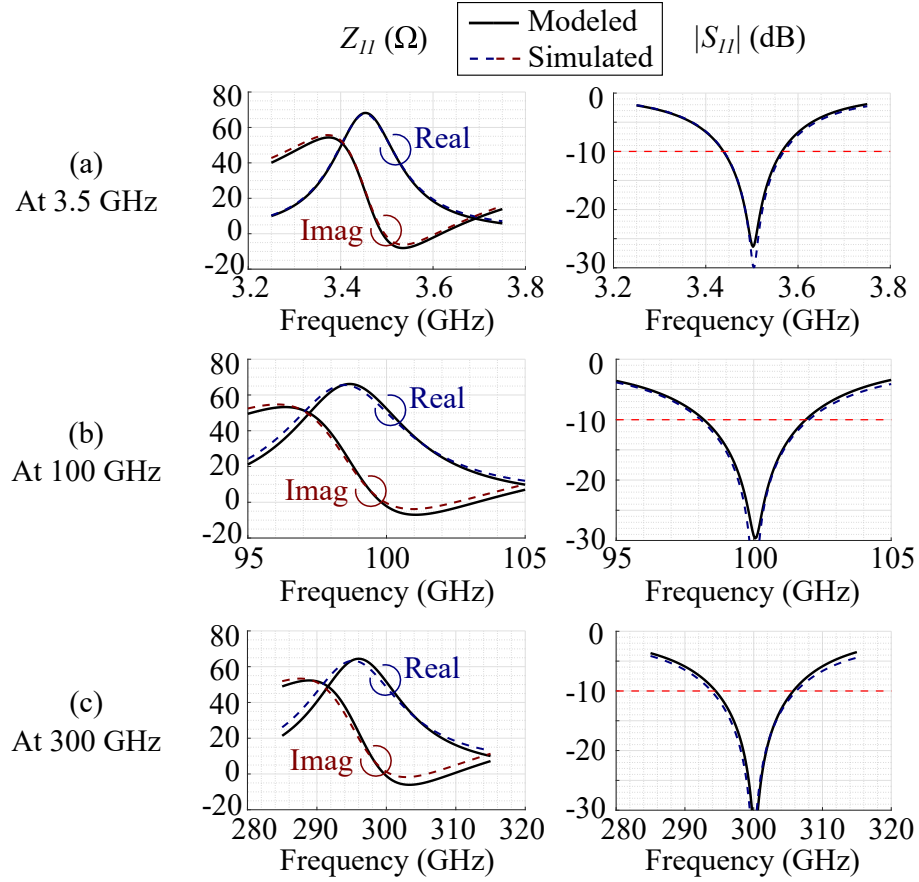 Z11 (Ω)
Modeled
Simulated
|S11| (dB)
(a)
At 3.5 GHz
80
60
40
20
0
-20
Real
Imag
3.2 3.4 3.6 3.8
Frequency (GHz)
0
-10
-20
-30
3.2 3.4 3.6 3.8
Frequency (GHz)
(b)
At 100 GHz
80
60
40
20
0
-20
Real
Imag
95 100 105
Frequency (GHz)
0
-10
-20
-30
95 100 105
Frequency (GHz)
(c)
At 300 GHz
80
60
40
20
0
-20
Real
Imag
280 290 300 310 320
Frequency (GHz)
0
-10
-20
-30
280 290 300 310 320
Frequency (GHz)